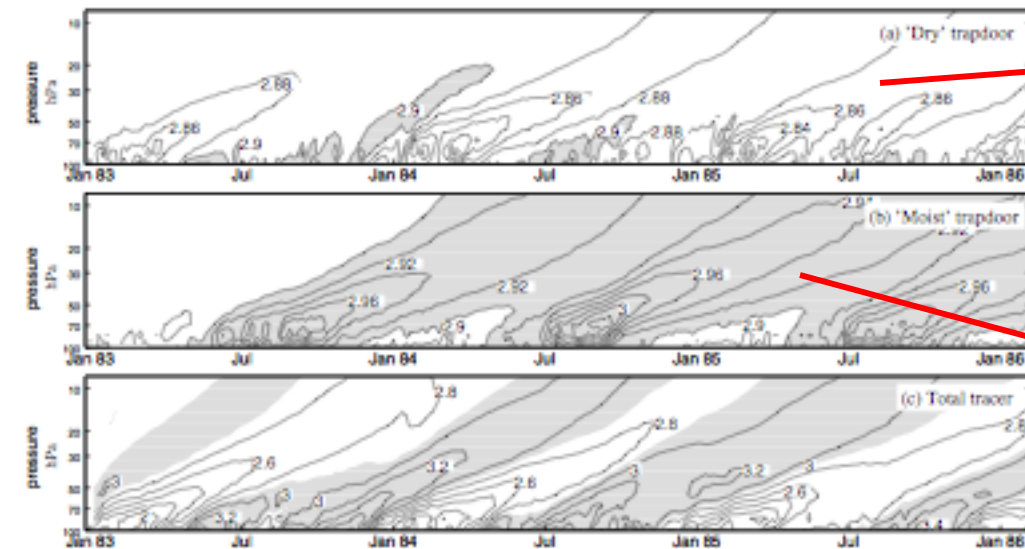 (a) 'Dry' trapdoor
pressure
hPa
10
20
30
50
70
100
2.88
2.86
2.9
2.9
2.86
2.88
2.9
2.88
2.84
2.86
2.86
Jan 83
Jul
Jan 84
Jul
Jan 85
Jul
Jan 86
(b) 'Moist' trapdoor
pressure
hPa
10
20
30
50
70
100
2.92
2.96
2.92
2.9
2.96
3
2.9
2.92
2.96
Jan 83
Jul
Jan 84
Jul
Jan 85
Jul
Jan 86
(c) Total tracer
pressure
hPa
10
20
30
50
70
100
2.8
2.6
3
3.2
3
3
3.2
2.8
2.6
3
3.2
3
2.6
2.8
Jan 83
Jul
Jan 84
Jul
Jan 85
Jul
Jan 86